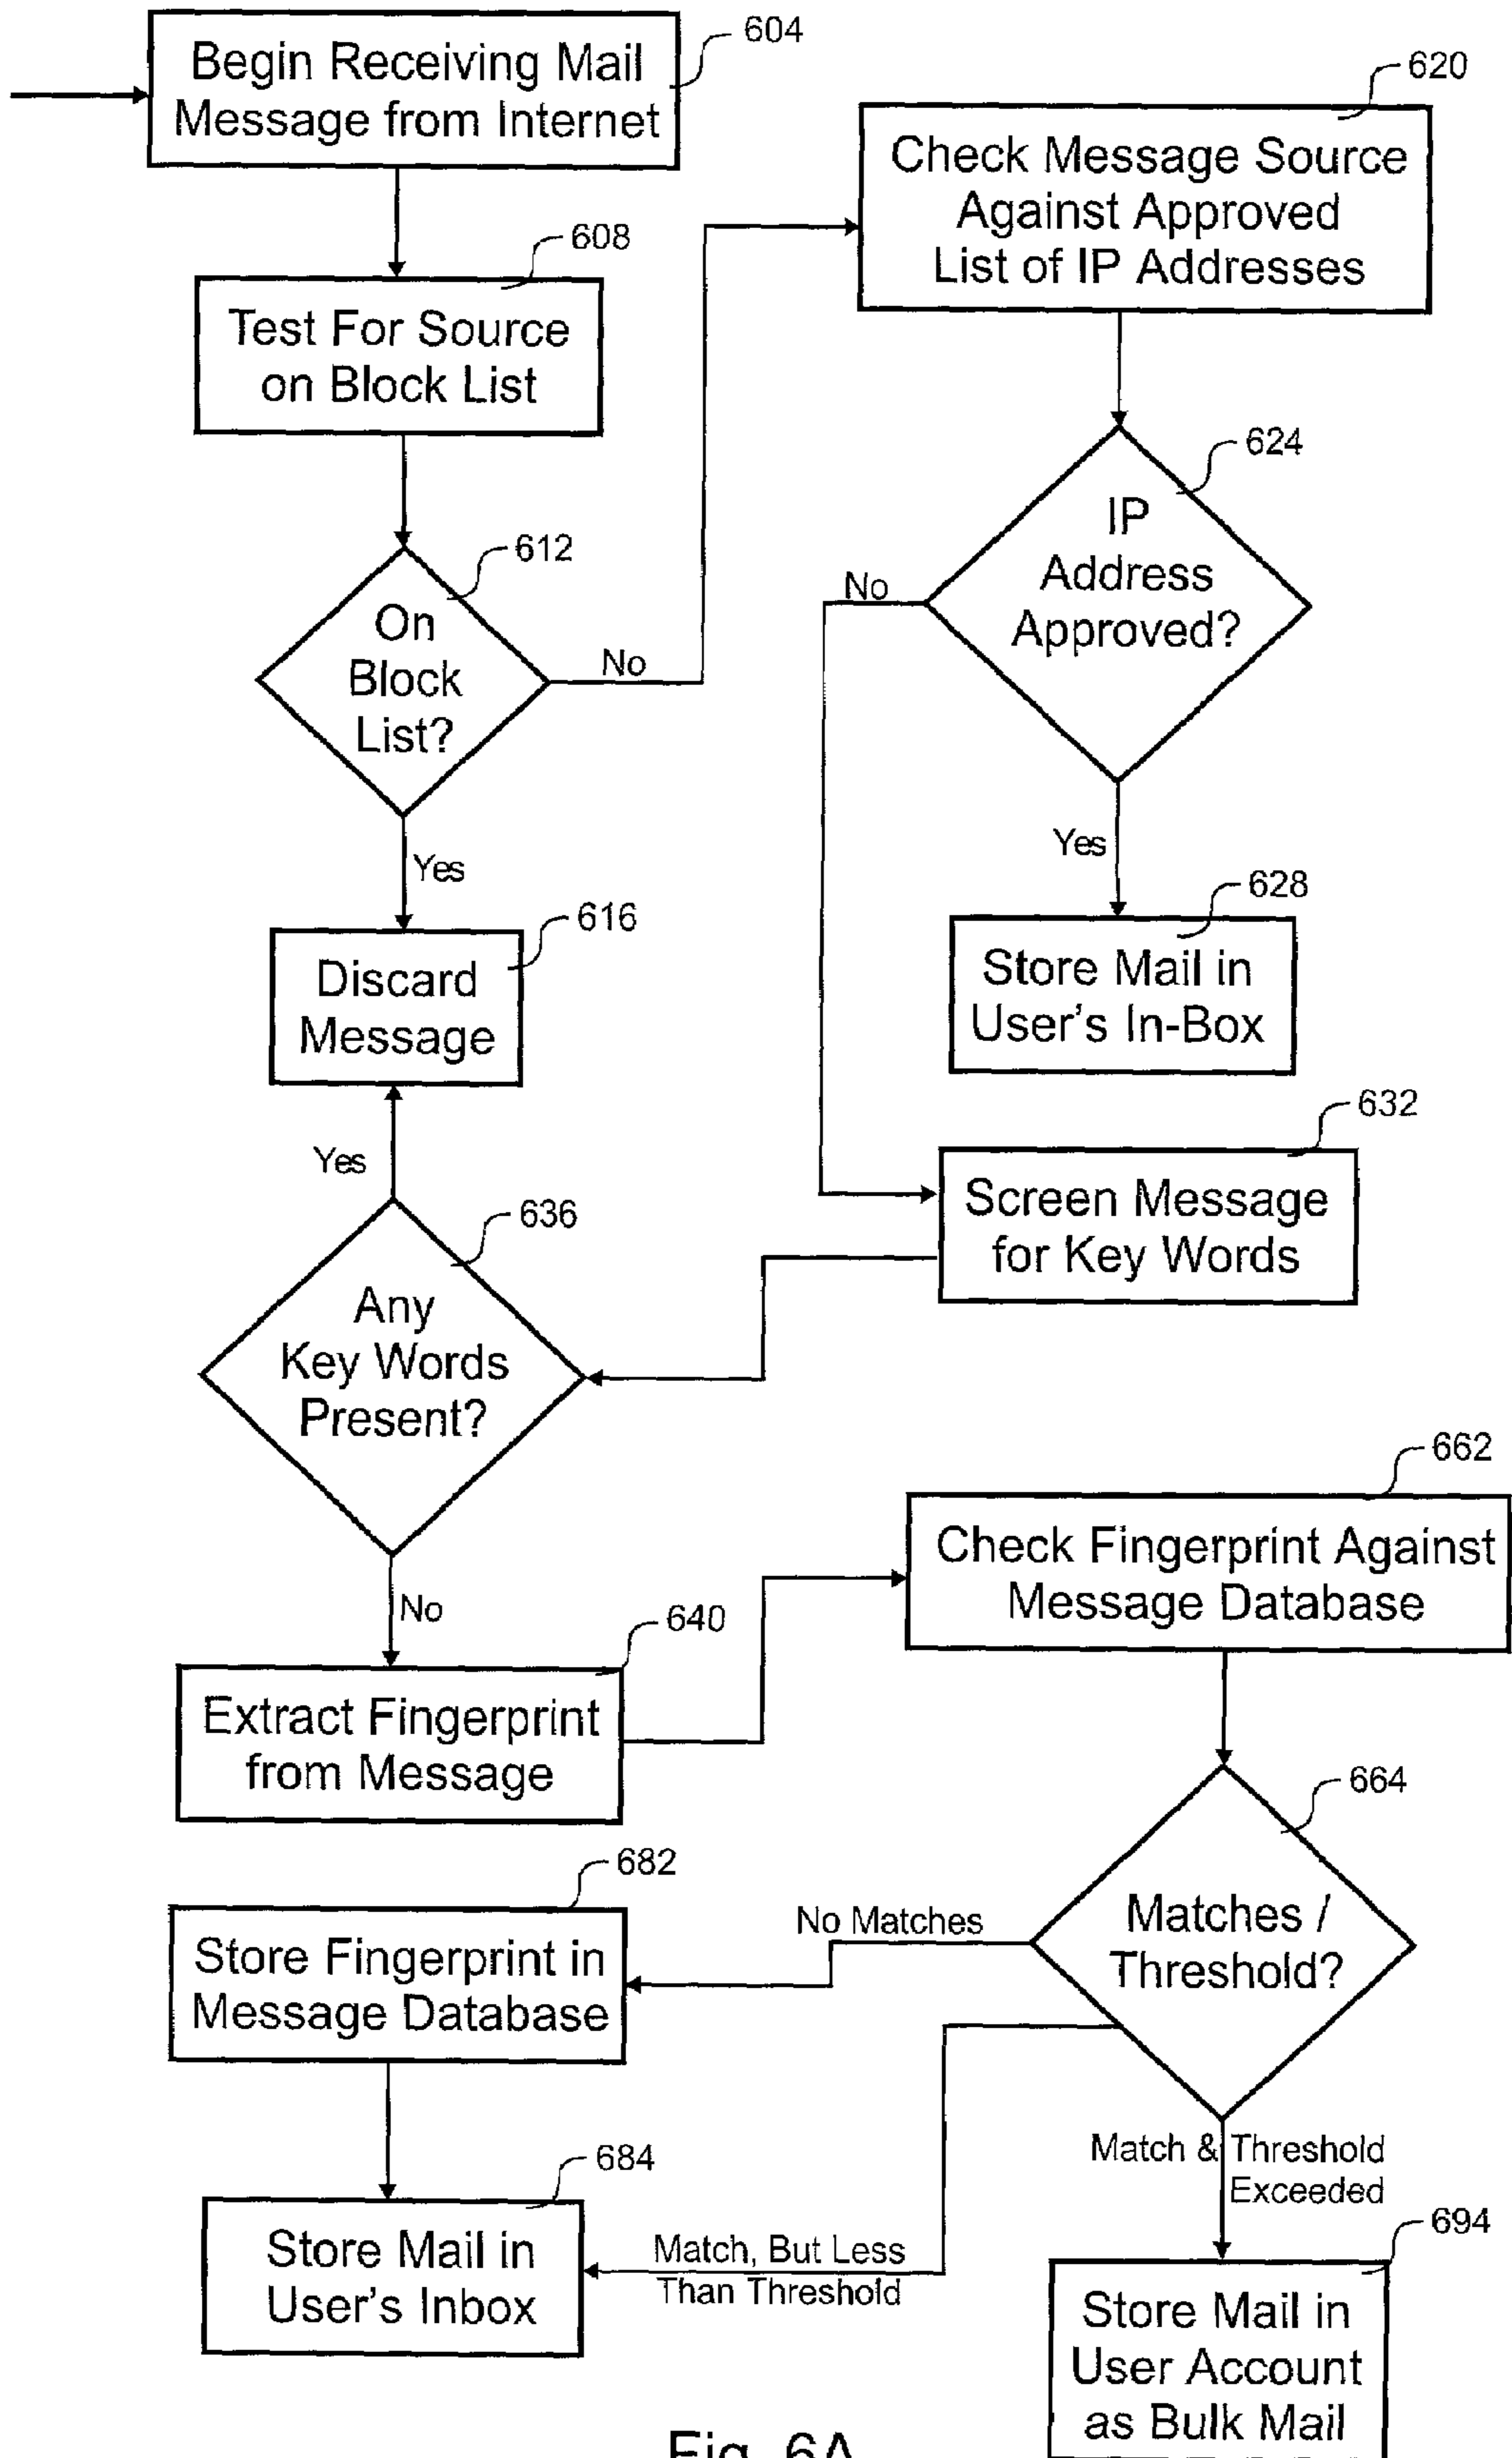 Begin Receiving Mail
Message from Internet
604
Test For Source
on Block List
608
On
Block
List?
612
No
Yes
Discard
Message
616
Check Message Source
Against Approved
List of IP Addresses
620
IP
Address
Approved?
624
No
Yes
Store Mail in
User's In-Box
628
Screen Message
for Key Words
632
Any
Key Words
Present?
636
Yes
No
Extract Fingerprint
from Message
640
Check Fingerprint Against
Message Database
662
Matches /
Threshold?
664
No Matches
Store Fingerprint in
Message Database
682
Match, But Less
Than Threshold
Store Mail in
User's Inbox
684
Match & Threshold
Exceeded
Store Mail in
User Account
as Bulk Mail
694
Fig. 6A